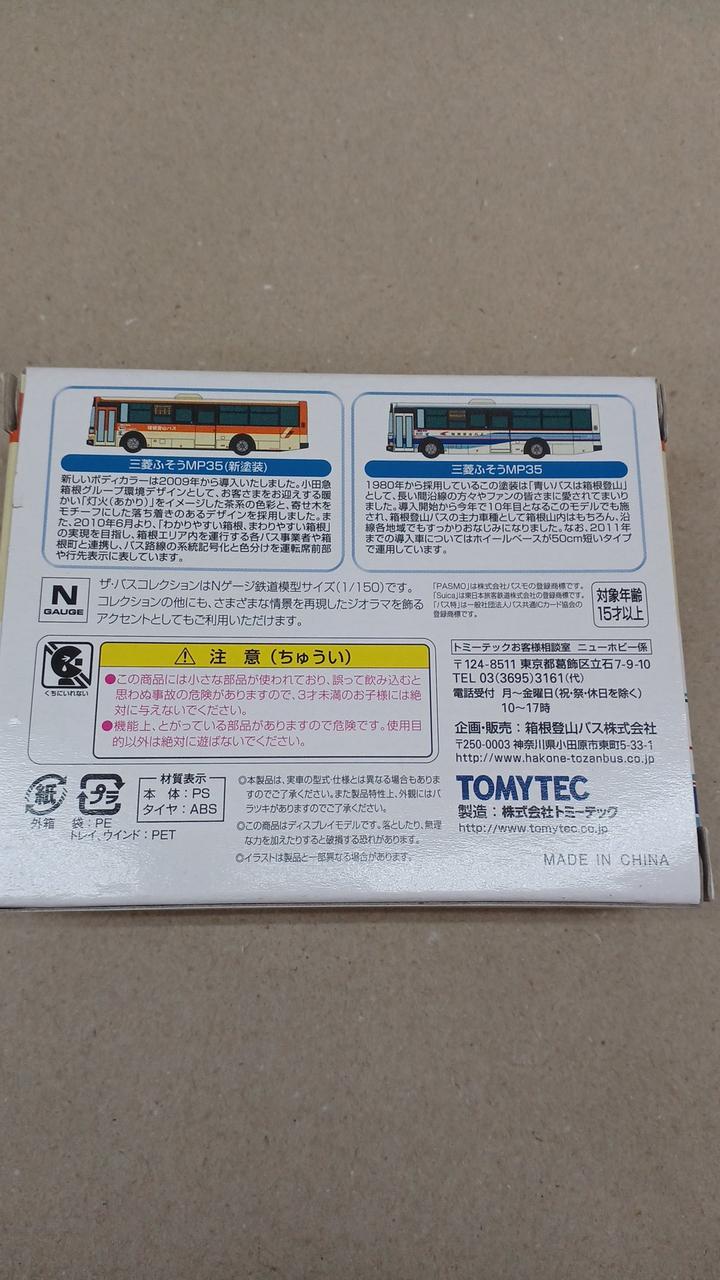 箱根登山バス
三菱ふそうMP35(新塗装)
新しいボディカラーは2009年から導入いたしました。小田急
箱根グループ環境デザインとして、お客さまをお迎えする暖
かい「灯火(あかり)」をイメージした茶系の色彩と、寄せ木を
モチーフにした落ち着きのあるデザインを採用しました。ま
た、2010年6月より、「わかりやすい箱根、まわりやすい箱根」
の実現を目指し、箱根エリア内を運行する各バス事業者や箱
根町と連携し、バス路線の系統記号化と色分けを運転席前部
や行先表示に表しています。
三菱ふそうMP35
1980年から採用しているこの塗装は「青いバスは箱根登山」
として、長い間沿線の方々やファンの皆さまに愛されてまいり
ました。導入開始から今年で10年目となるこのモデルでも施
され、箱根登山バスの主力車種として箱根山内はもちろん、沿
線各地域でもすっかりおなじみになりました。なお、2011年
までの導入車についてはホイールベースが50cm短いタイプ
で運用しています。
N
GAUGE
ザ・バスコレクションはNゲージ鉄道模型サイズ(1/150)です。
コレクションの他にも、さまざまな情景を再現したジオラマを飾る
アクセントとしてもご利用いただけます。
「PASMO」は株式会社パスモの登録商標です。
「Suica」は東日本旅客鉄道株式会社の登録商標です。
「バス特」は一般社団法人バス共通ICカード協会の
登録商標です。
対象年齢
15才以上
くちにいれない
注 意(ちゅうい)
●この商品には小さな部品が使われており、誤って飲み込むと
思わぬ事故の危険がありますので、3才未満のお子様には絶
対に与えないでください。
●機能上、とがっている部品がありますので危険です。使用目
的以外は絶対に遊ばないでください。
トミーテックお客様相談室 ニューホビー係
〒124-8511 東京都葛飾区立石7-9-10
TEL 03(3695)3161(代)
電話受付 月〜金曜日(祝・祭・休日を除く)
10〜17時
企画・販売:箱根登山バス株式会社
〒250-0003 神奈川県小田原市東町5-33-1
http://www.hakone-tozanbus.co.jp
紙
外箱
プラ
袋:PE
トレイ、ウインド:PET
材質表示
本 体:PS
タイヤ:ABS
◎本製品は、実車の型式・仕様とは異なる場合もありま
すのでご了承ください。また製品特性上、外観にはバ
ラツキがありますのでご了承ください。
◎この商品はディスプレイモデルです。落としたり、無理
な力を加えたりすると破損する恐れがあります。
◎イラストは製品と一部異なる場合があります。
TOMYTEC
製造:株式会社トミーテック
http://www.tomytec.co.jp
MADE IN CHINA